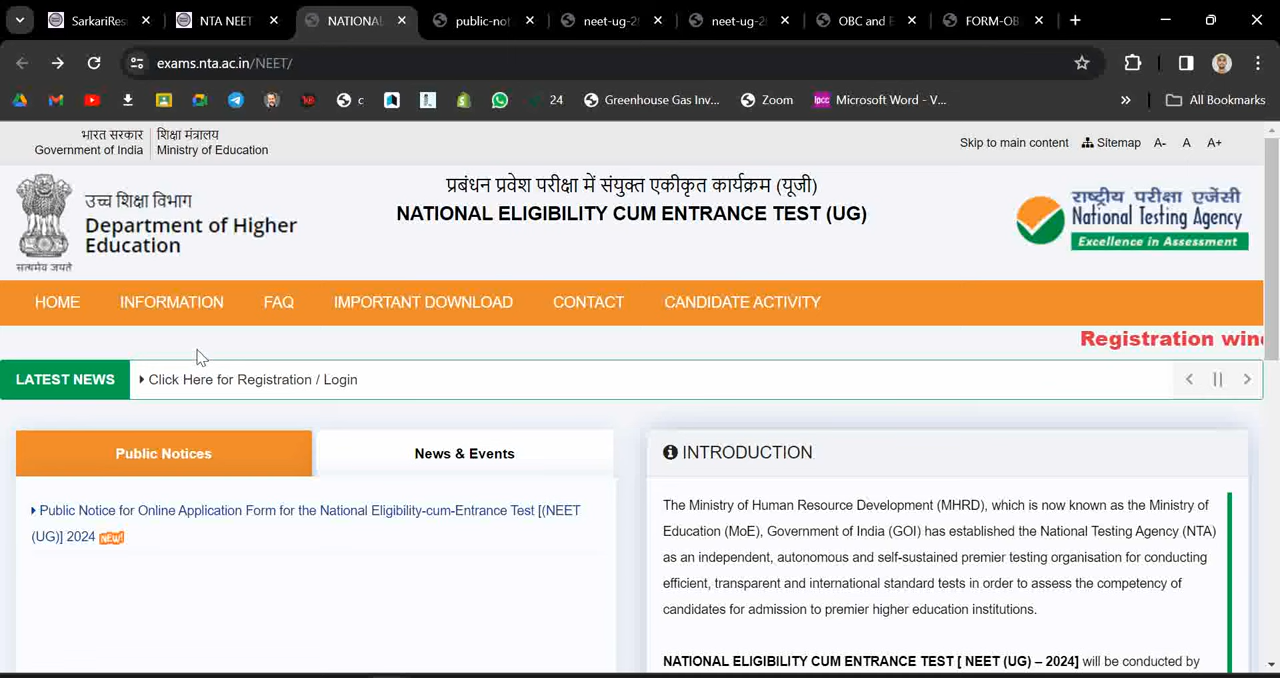 SarkariRes
NTA NEET
NATIONAL
public-not
neet-ug-2
neet-ug-2
OBC and E
FORM-OB
exams.nta.ac.in/NEET/
c
24
Greenhouse Gas Inv...
Zoom
ipcc Microsoft Word - V...
All Bookmarks
भारत सरकार
Government of India
शिक्षा मंत्रालय
Ministry of Education
Skip to main content
Sitemap
A-
A
A+
सत्यमेव जयते
उच्च शिक्षा विभाग
Department of Higher
Education
प्रबंधन प्रवेश परीक्षा में संयुक्त एकीकृत कार्यक्रम (यूजी)
NATIONAL ELIGIBILITY CUM ENTRANCE TEST (UG)
राष्ट्रीय परीक्षा एजेंसी
National Testing Agency
Excellence in Assessment
HOME
INFORMATION
FAQ
IMPORTANT DOWNLOAD
CONTACT
CANDIDATE ACTIVITY
Registration wind
LATEST NEWS
Click Here for Registration / Login
Public Notices
News & Events
Public Notice for Online Application Form for the National Eligibility-cum-Entrance Test [(NEET
(UG)] 2024 NEW!
INTRODUCTION
The Ministry of Human Resource Development (MHRD), which is now known as the Ministry of
Education (MoE), Government of India (GOI) has established the National Testing Agency (NTA)
as an independent, autonomous and self-sustained premier testing organisation for conducting
efficient, transparent and international standard tests in order to assess the competency of
candidates for admission to premier higher education institutions.
NATIONAL ELIGIBILITY CUM ENTRANCE TEST [ NEET (UG) – 2024] will be conducted by